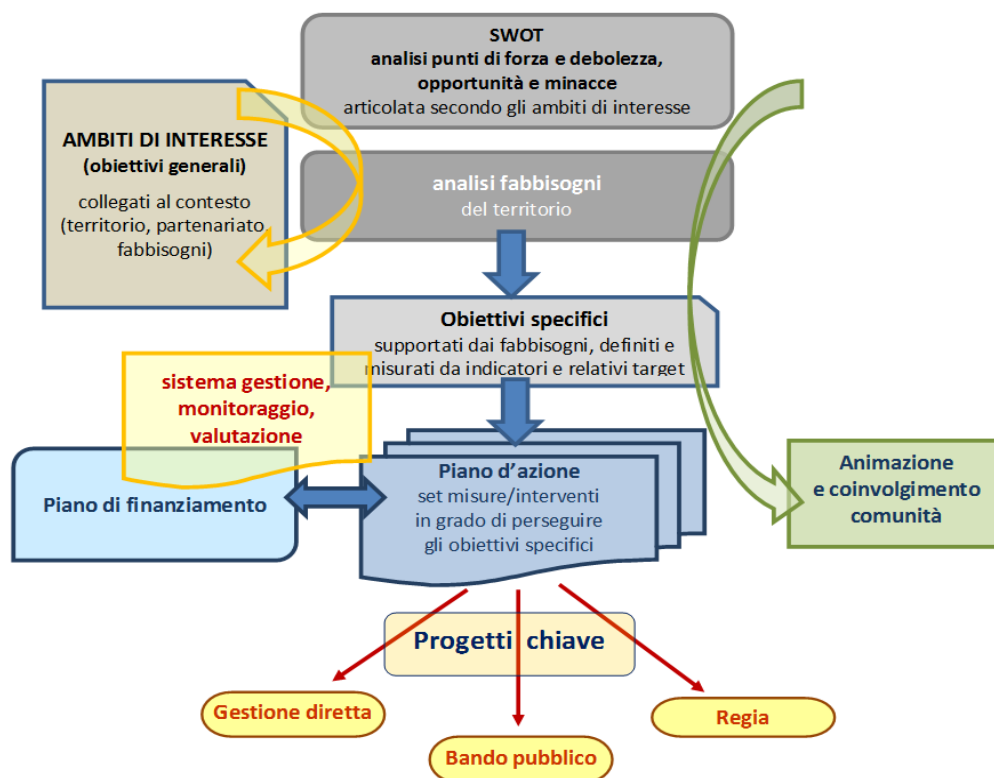 SWOT
analisi punti di forza e debolezza,
opportunità e minacce
articolata secondo gli ambiti di interesse
AMBITI DI INTERESSE
(obiettivi generali)
collegati al contesto
(territorio, partenariato,
fabbisogni)
analisi fabbisogni
del territorio
Obiettivi specifici
supportati dai fabbisogni, definiti e
misurati da indicatori e relativi target
sistema gestione,
monitoraggio,
valutazione
Piano di finanziamento
Piano d'azione
set misure/interventi
in grado di perseguire
gli obiettivi specifici
Animazione
e coinvolgimento
comunità
Progetti chiave
Gestione diretta
Bando pubblico
Regia